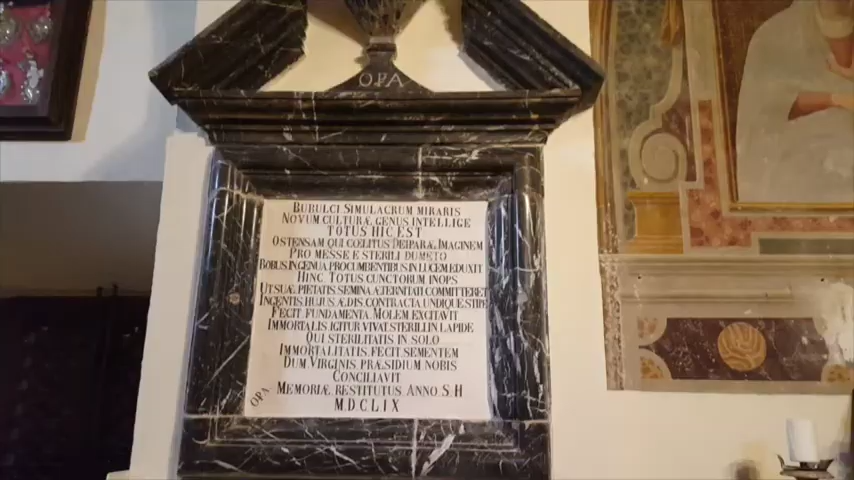 OPA
BUBULCI SIMULACRUM MIRARIS
NOVUM CULTURÆ GENUS INTELLIGE
TOTUS HIC EST
OSTENSAM QUI CŒLITUS DEIPARÆ IMAGINEM
PRO MESSE E STERILI DUMETO
BOBUS INGENUA PROCUMBENTIBUS IN LUCEM EDUXIT
HINC TOTUS CUNCTORUM INOPS
UT SUÆ PIETATIS SEMINA ÆTERNITATI COMMITTERET
INGENTIS HUJUS ÆDIS CONTRACTA UNDIQUE STIPE
FECIT FUNDAMENTA. MOLEM EXCITAVIT
IMMORTALIS IGITUR VIVAT STERILI IN LAPIDE
QUI STERILITATIS IN SOLO
IMMORTALITATIS FECIT SEMENTEM
DUM VIRGINIS PRÆSIDIUM NOBIS
CONCILIAVIT
OPA. MEMORIÆ RESTITUTUS ANNO S.H
M.DC.LIX